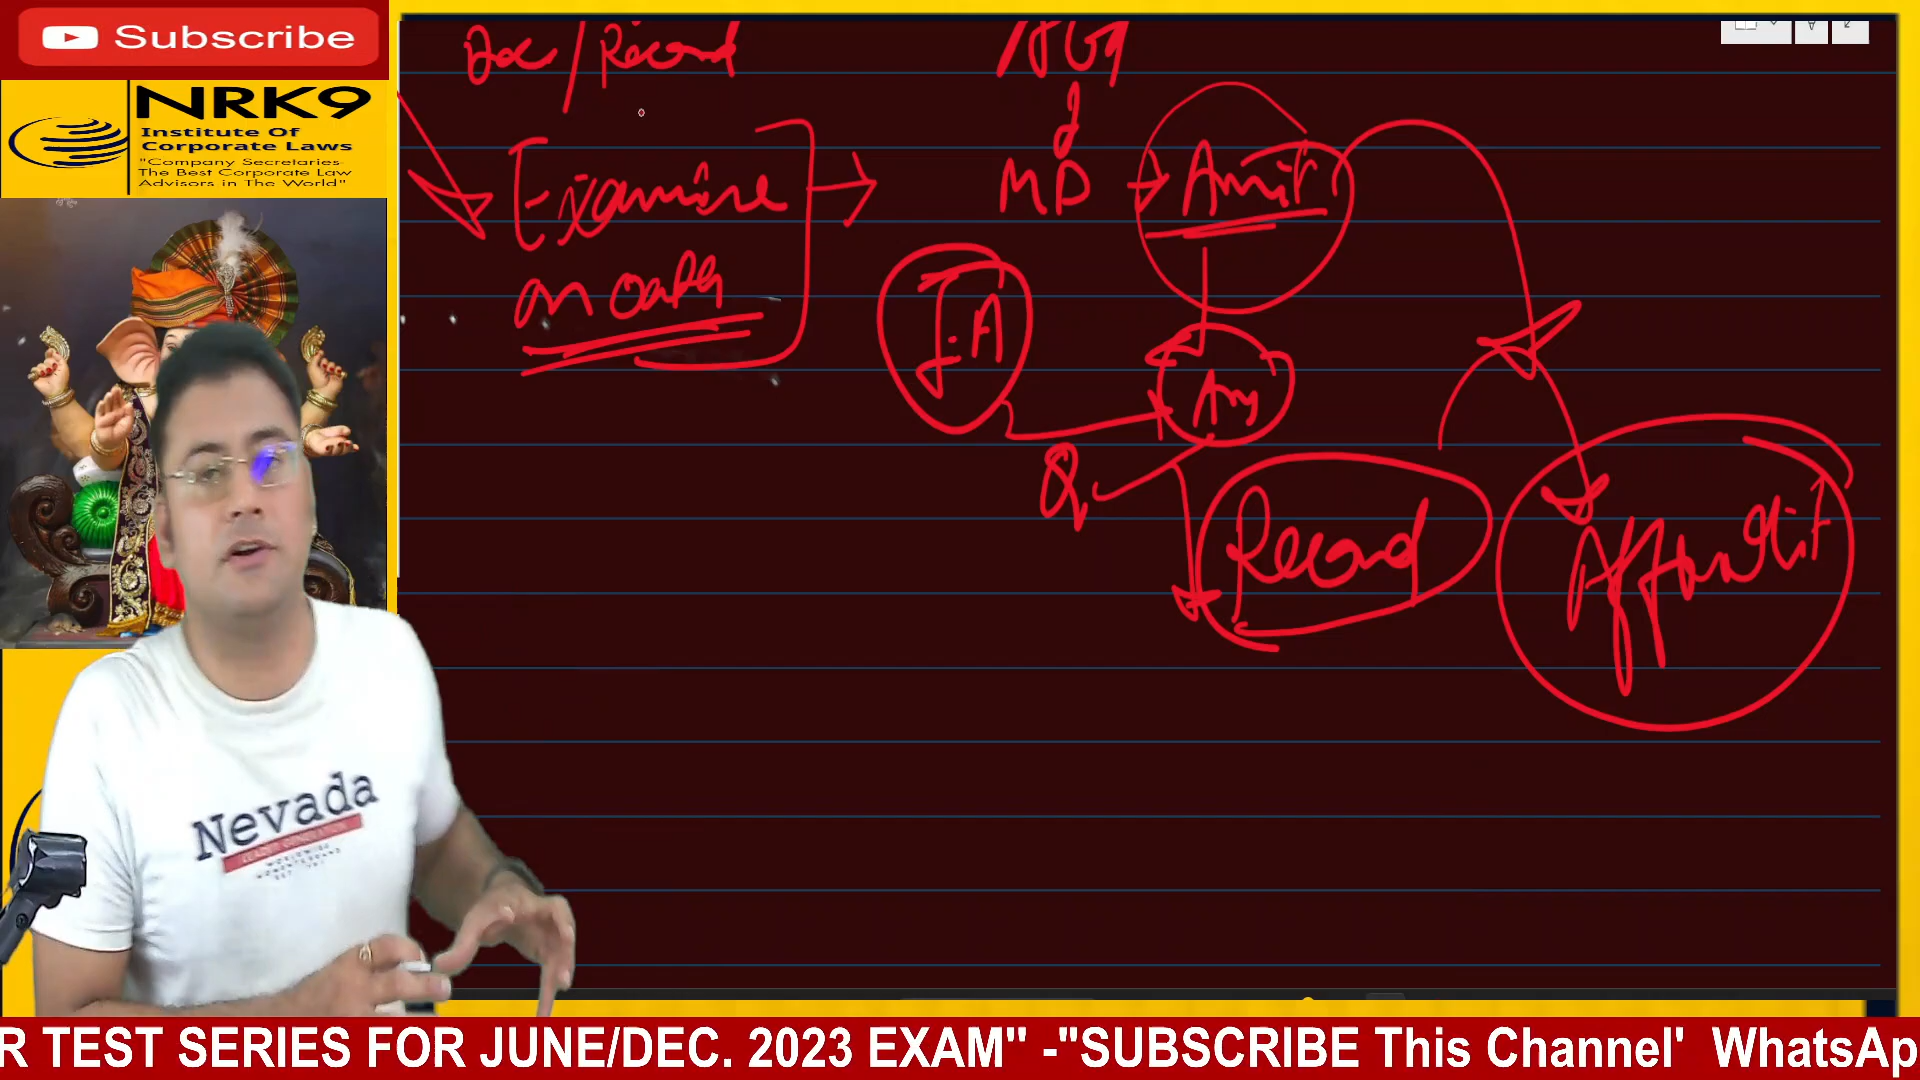 Subscribe
NRK9
Institute Of
Corporate Laws
"Company Secretaries-
The Best Corporate Law
Advisors in The World"
Doc / Record
MD → Amit
Examine
on oath
I.A
Any
Q
Record
Nevada
R TEST SERIES FOR JUNE/DEC. 2023 EXAM" -"SUBSCRIBE This Channel' WhatsAp